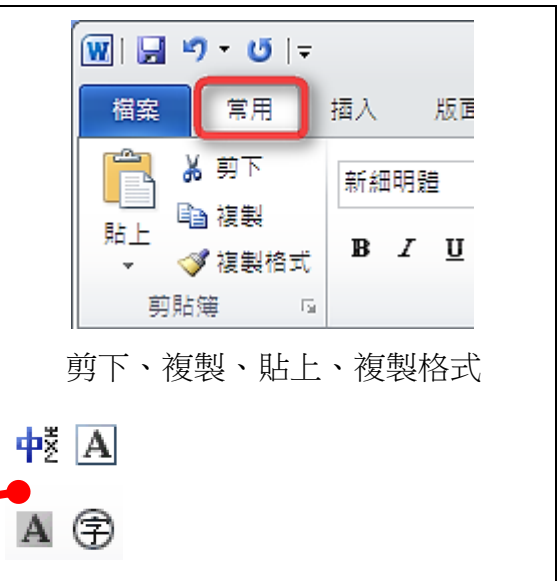 W
檔案 常用 插入 版面
剪下
複製
貼上
複製格式
剪貼簿
新細明體
B I U
剪下、複製、貼上、複製格式
中 A
A 字